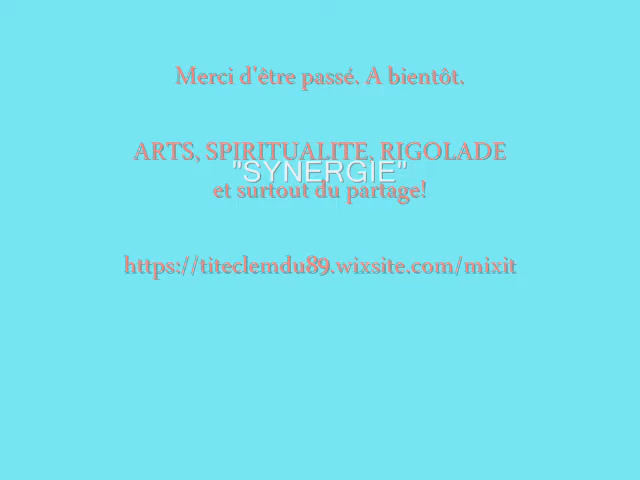 Merci d'être passé. A bientôt.
ARTS, SPIRITUALITE, RIGOLADE
"SYNERGIE"
et surtout du partage!
https://titeclemdu89.wixsite.com/mixit